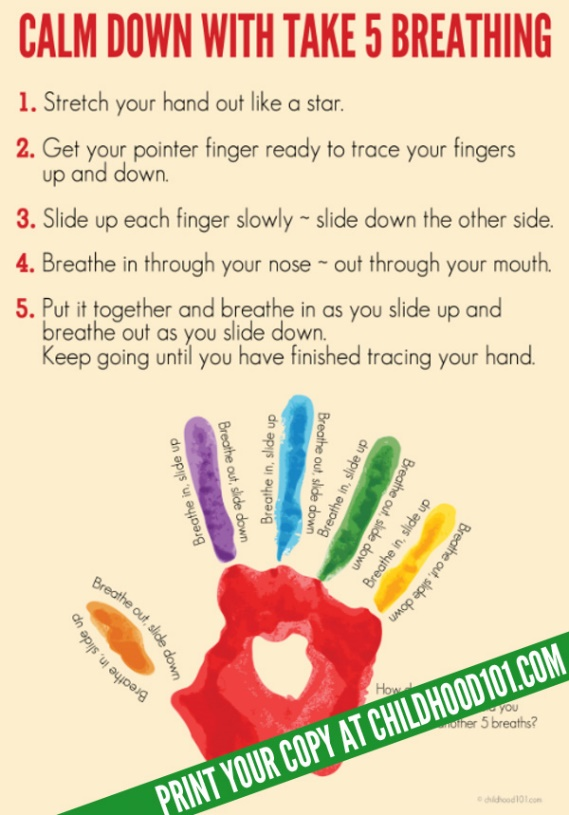 CALM DOWN WITH TAKE 5 BREATHING
1. Stretch your hand out like a star.
2. Get your pointer finger ready to trace your fingers
up and down.
3. Slide up each finger slowly ~ slide down the other side.
4. Breathe in through your nose ~ out through your mouth.
5. Put it together and breathe in as you slide up and
breathe out as you slide down.
Keep going until you have finished tracing your hand.
Breathe in, slide up
Breathe out, slide down
Breathe in, slide up
Breathe out, slide down
Breathe in, slide up
Breathe out, slide down
Breathe in, slide up
Breathe out, slide down
Breathe in, slide up
Breathe out, slide down
How
you
5 breaths?
PRINT YOUR COPY AT CHILDHOOD101.COM
© childhood101.com